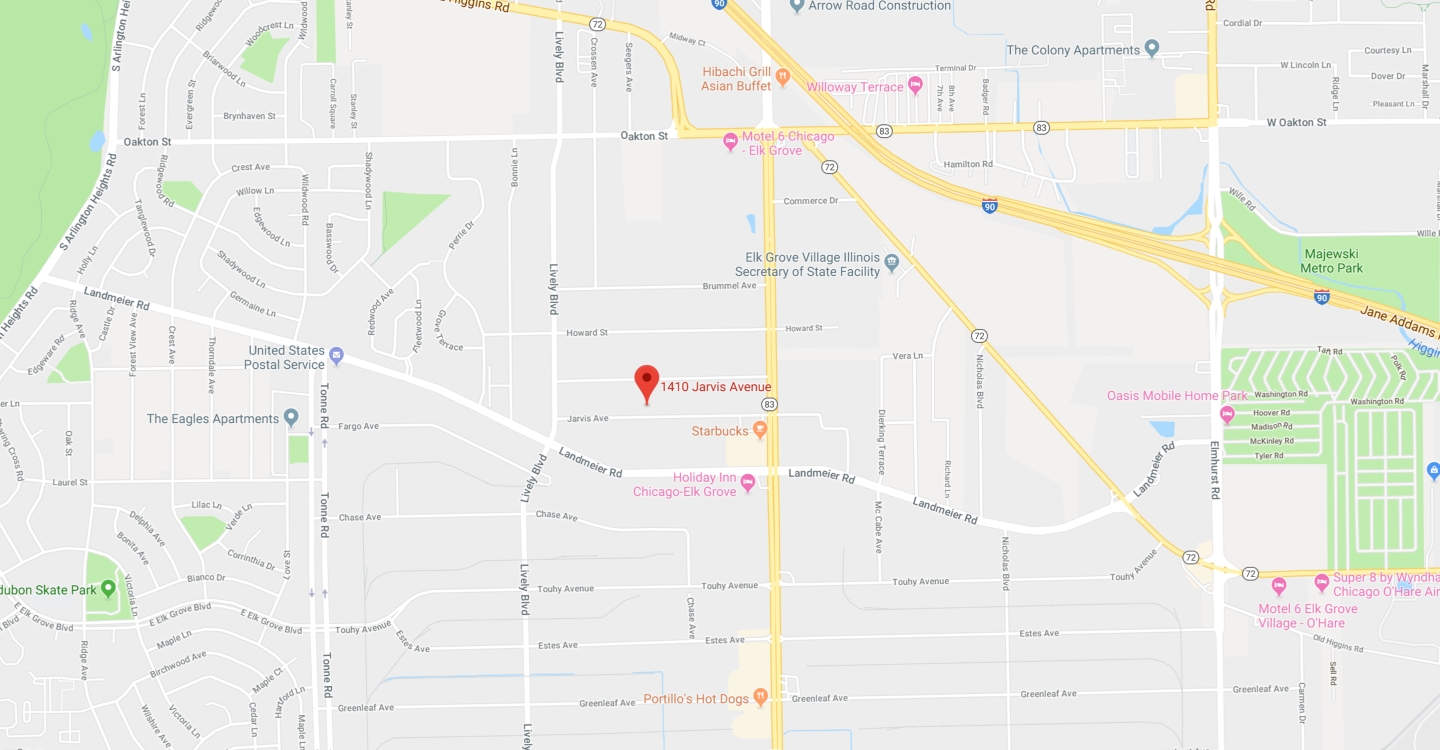 S Arlington Heights Rd
Ridgewood
Woodcrest Ln
Wildwood
Stanley St
Higgins Rd
72
90
Arrow Road Construction
Rd
Cordial Dr
Briarwood Ln
Lively Blvd
Crossen Ave
Seegers Ave
Midway Ct
The Colony Apartments
Courtesy Ln
W Lincoln Ln
Dover Dr
Marshall Dr
Ridge Ln
Pleasant Ln
Hibachi Grill
Asian Buffet
Willoway Terrace
Terminal Dr
7th Ave
8th Ave
Badger Rd
Forest Ln
Evergreen St
Carroll Square
Stanley St
Brynhaven St
Oakton St
Oakton St
83
83
W Oakton St
Motel 6 Chicago
- Elk Grove
72
Hamilton Rd
S Arlington Heights Rd
Crest Ave
Ridgewood Rd
Willow Ln
Wildwood Rd
Shadywood Ln
Bonnie Ln
Tanglewood Dr
Edgewood Ln
Basswood Dr
Perrie Dr
Commerce Dr
90
Wille Rd
Wille
Holly Ln
Shadywood Ln
Elk Grove Village Illinois
Secretary of State Facility
Majewski
Metro Park
Landmeier Rd
Germaine Ln
Lively Blvd
Brummel Ave
90
Jane Addams
Heights Rd
Ridge Ave
Castle Dr
Redwood Ave
Fleetwood Ln
Grove Terrace
Howard St
Howard St
72
Edgeware Rd
Forest View Ave
Crest Ave
Thorndale Ave
United States
Postal Service
Vera Ln
Nicholas Blvd
Taft Rd
Polk Rd
1410 Jarvis Avenue
Tonne Rd
83
Oasis Mobile Home Park
Washington Rd
Washington Rd
The Eagles Apartments
Fargo Ave
Jarvis Ave
Starbucks
Dierking Terrace
Hoover Rd
Madison Rd
McKinley Rd
Tyler Rd
Oak St
Landmeier Rd
Landmeier Rd
Richard Ln
Landmeier Rd
Elmhurst Rd
Laurel St
Lively Blvd
Holiday Inn
Chicago-Elk Grove
Landmeier Rd
Lilac Ln
Verde Ln
Tonne Rd
Chase Ave
Chase Ave
Mc Cabe Ave
Delphia Ave
Bonita Ave
Corrinthia Dr
Love St
Nicholas Blvd
Touhy Avenue
72
72
Bianco Dr
Victoria Ln
Lively Blvd
Touhy Avenue
Touhy Avenue
Touhy Avenue
Super 8 by Wyndha
Chicago O'Hare Air
dubon Skate Park
Motel 6 Elk Grove
Village - O'Hare
E Elk Grove Blvd
E Elk Grove Blvd
E Elk Grove Blvd
Touhy Avenue
Chase Ave
Estes Ave
Estes Ave
Estes Ave
Old Higgins Rd
Ridge Ave
Maple Ln
Birchwood Ave
Maple Ct
Tonne Rd
Sell Rd
Hartford Ln
Cedar Ln
Maple Ln
Victoria Ln
Wilshire Ave
Greenleaf Ave
Greenleaf Ave
Portillo's Hot Dogs
Greenleaf Ave
Greenleaf Ave
Greenleaf Ave
Carmen Dr
Lively